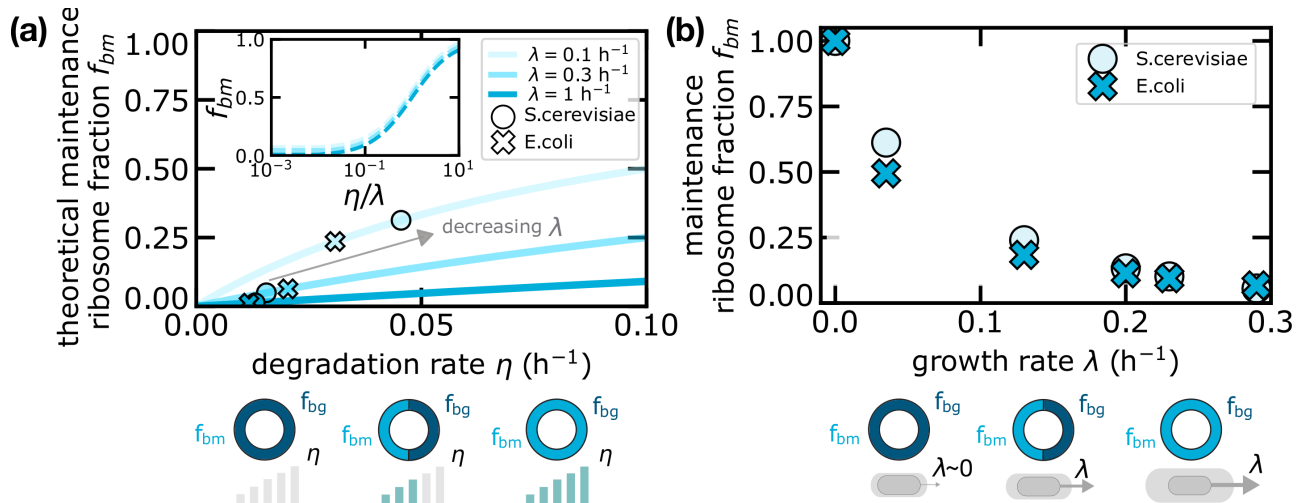 (a)
theoretical maintenance
ribosome fraction f_bm
1.00
0.75
0.50
0.25
0.00
0.00
0.05
0.10
degradation rate η (h⁻¹)
1.0
0.5
0.0
f_bm
10⁻³
10⁻¹
10¹
η/λ
λ = 0.1 h⁻¹
λ = 0.3 h⁻¹
λ = 1 h⁻¹
S.cerevisiae
E.coli
decreasing λ
f_bm
f_bg
η
f_bm
f_bg
η
f_bm
f_bg
η
(b)
maintenance
ribosome fraction f_bm
1.00
0.75
0.50
0.25
0.00
0.0
0.1
0.2
0.3
growth rate λ (h⁻¹)
S.cerevisiae
E.coli
f_bm
f_bg
λ~0
f_bm
f_bg
λ
f_bm
f_bg
λ